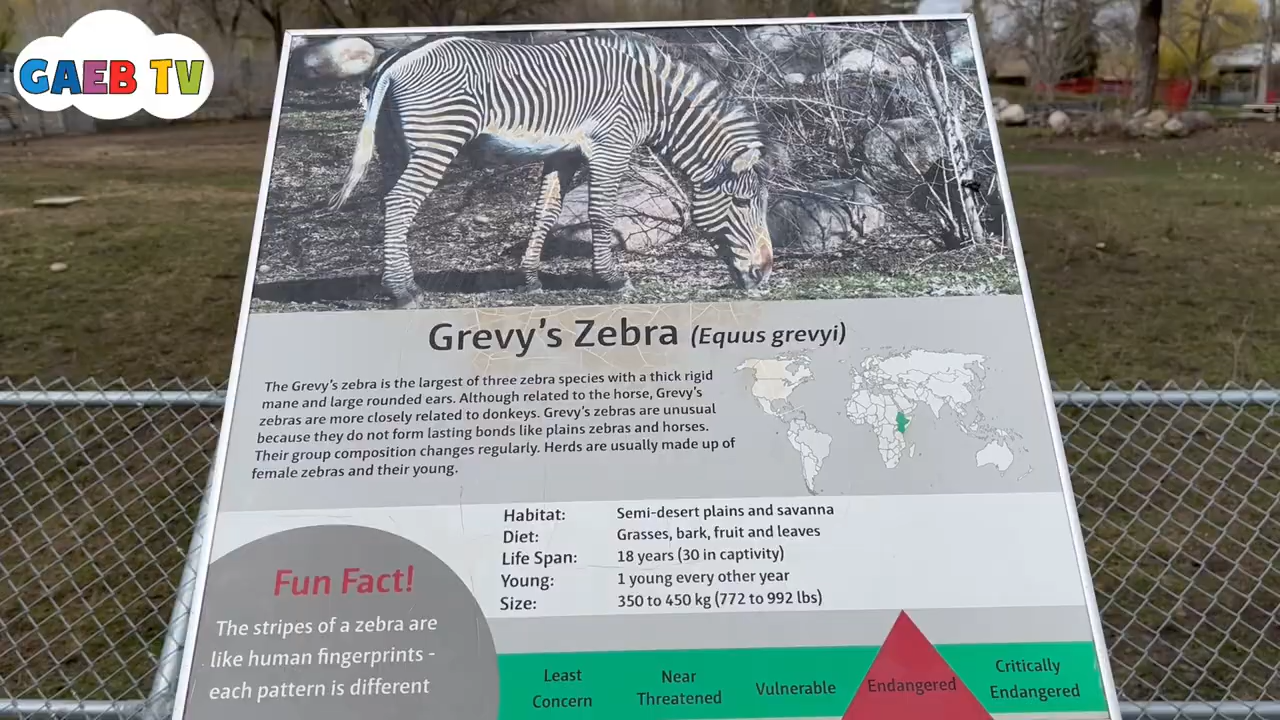 GAEB TV
Grevy's Zebra (Equus grevyi)
The Grevy's zebra is the largest of three zebra species with a thick rigid
mane and large rounded ears. Although related to the horse, Grevy's
zebras are more closely related to donkeys. Grevy's zebras are unusual
because they do not form lasting bonds like plains zebras and horses.
Their group composition changes regularly. Herds are usually made up of
female zebras and their young.
Habitat: Semi-desert plains and savanna
Diet: Grasses, bark, fruit and leaves
Life Span: 18 years (30 in captivity)
Young: 1 young every other year
Size: 350 to 450 kg (772 to 992 lbs)
Fun Fact!
The stripes of a zebra are
like human fingerprints -
each pattern is different
Least
Concern
Near
Threatened
Vulnerable
Endangered
Critically
Endangered